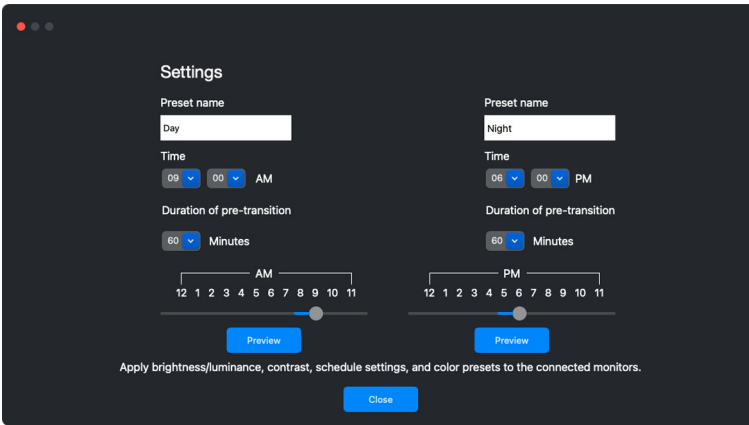 Settings
Preset name
Preset name
Day
Night
Time
Time
09 00 AM
06 00 PM
Duration of pre-transition
Duration of pre-transition
60 Minutes
60 Minutes
AM
PM
12 1 2 3 4 5 6 7 8 9 10 11
12 1 2 3 4 5 6 7 8 9 10 11
Preview
Preview
Apply brightness/luminance, contrast, schedule settings, and color presets to the connected monitors.
Close